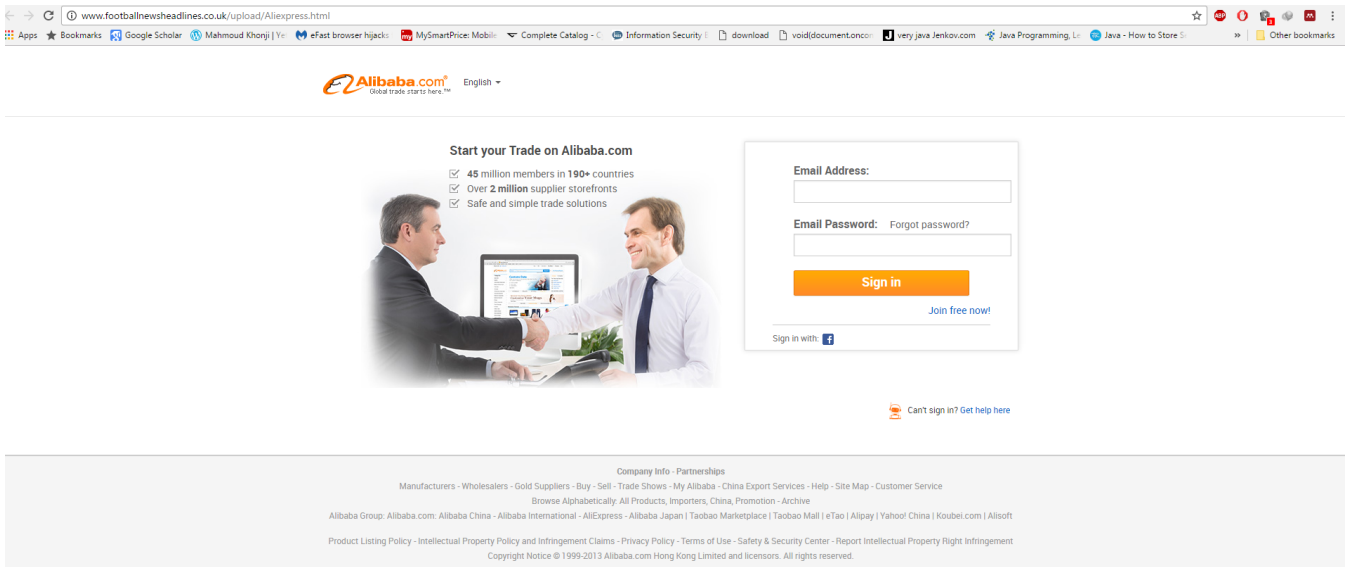 www.footballnewsheadlines.co.uk/upload/Aliexpress.html
Apps Bookmarks Google Scholar Mahmoud Khonji | Ye eFast browser hijacks MySmartPrice: Mobile Complete Catalog - C Information Security download void(document.oncon very java Jenkov.com Java Programming, Le Java - How to Store S » Other bookmarks
Alibaba.com® English
Global trade starts here.™
Start your Trade on Alibaba.com
45 million members in 190+ countries
Over 2 million supplier storefronts
Safe and simple trade solutions
Email Address:
Email Password: Forgot password?
Sign in
Join free now!
Sign in with:
Can't sign in? Get help here
Company Info - Partnerships
Manufacturers - Wholesalers - Gold Suppliers - Buy - Sell - Trade Shows - My Alibaba - China Export Services - Help - Site Map - Customer Service
Browse Alphabetically: All Products, Importers, China, Promotion - Archive
Alibaba Group: Alibaba.com: Alibaba China - Alibaba International - AliExpress - Alibaba Japan | Taobao Marketplace | Taobao Mall | eTao | Alipay | Yahoo! China | Koubei.com | Alisoft
Product Listing Policy - Intellectual Property Policy and Infringement Claims - Privacy Policy - Terms of Use - Safety & Security Center - Report Intellectual Property Right Infringement
Copyright Notice © 1999-2013 Alibaba.com Hong Kong Limited and licensors. All rights reserved.